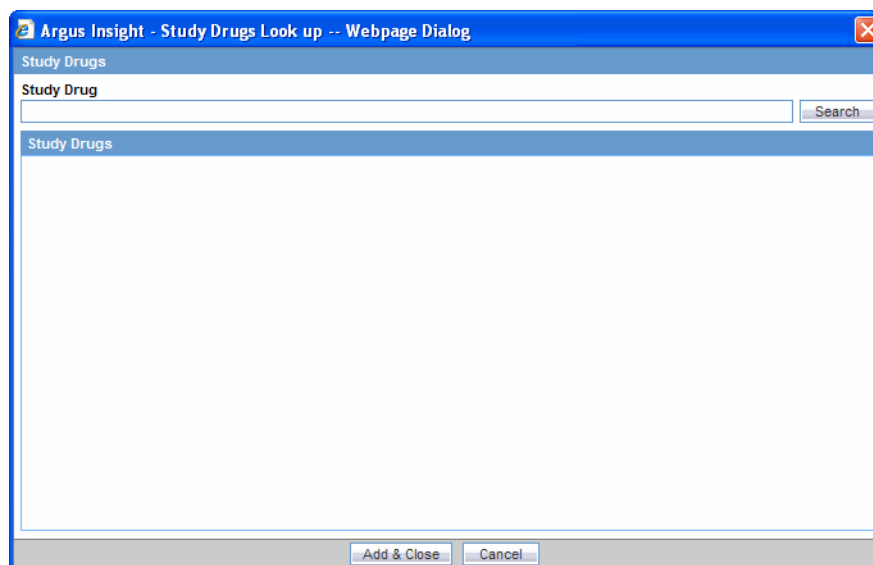 Argus Insight - Study Drugs Look up -- Webpage Dialog
Study Drugs
Study Drug
Search
Study Drugs
Add & Close Cancel